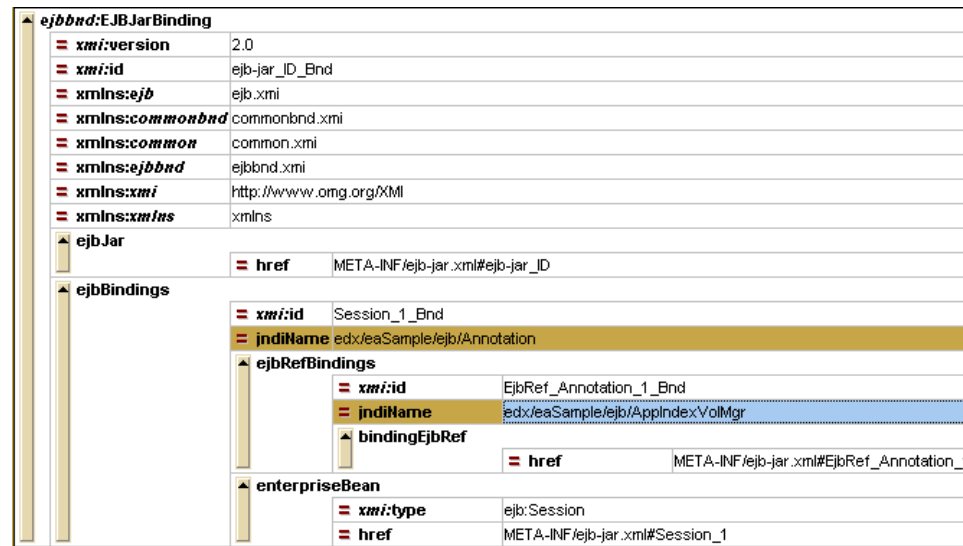 ejbbnd:EJBJarBinding
= xmi:version 2.0
= xmi:id ejb-jar_ID_Bnd
= xmlns:ejb ejb.xmi
= xmlns:commonbnd commonbnd.xmi
= xmlns:common common.xmi
= xmlns:ejbbnd ejbbnd.xmi
= xmlns:xmi http://www.omg.org/XMI
= xmlns:xmlns xmlns
ejbJar
= href META-INF/ejb-jar.xml#ejb-jar_ID
ejbBindings
= xmi:id Session_1_Bnd
= jndiName edx/eaSample/ejb/Annotation
ejbRefBindings
= xmi:id EjbRef_Annotation_1_Bnd
= jndiName edx/eaSample/ejb/AppIndexVolMgr
bindingEjbRef
= href META-INF/ejb-jar.xml#EjbRef_Annotation_
enterpriseBean
= xmi:type ejb:Session
= href META-INF/ejb-jar.xml#Session_1